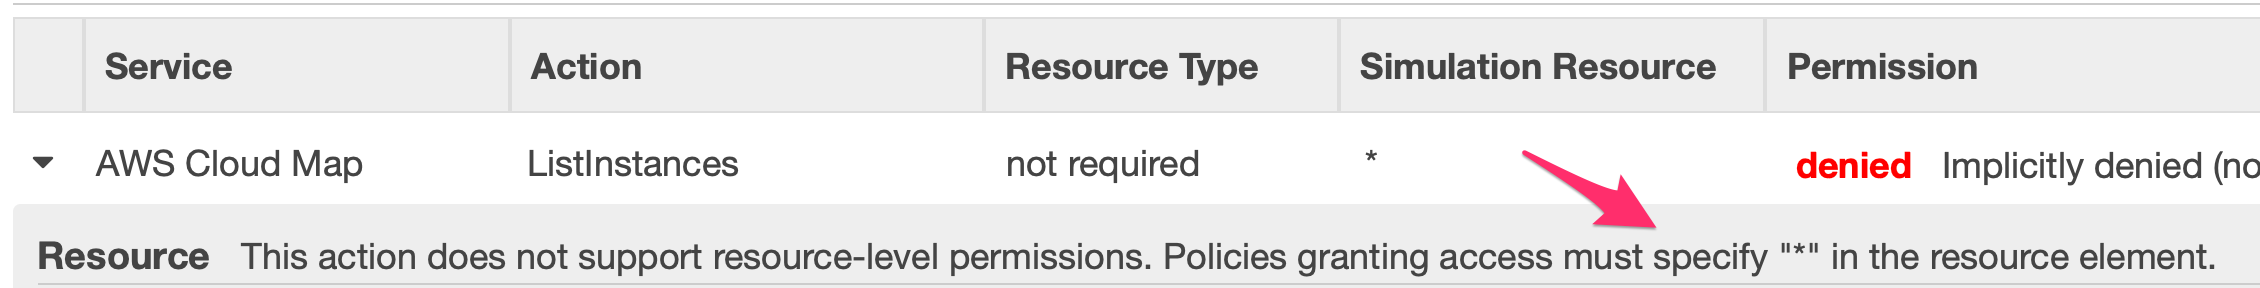 Service Action Resource Type Simulation Resource Permission
AWS Cloud Map ListInstances not required * denied Implicitly denied (no
Resource This action does not support resource-level permissions. Policies granting access must specify "*" in the resource element.